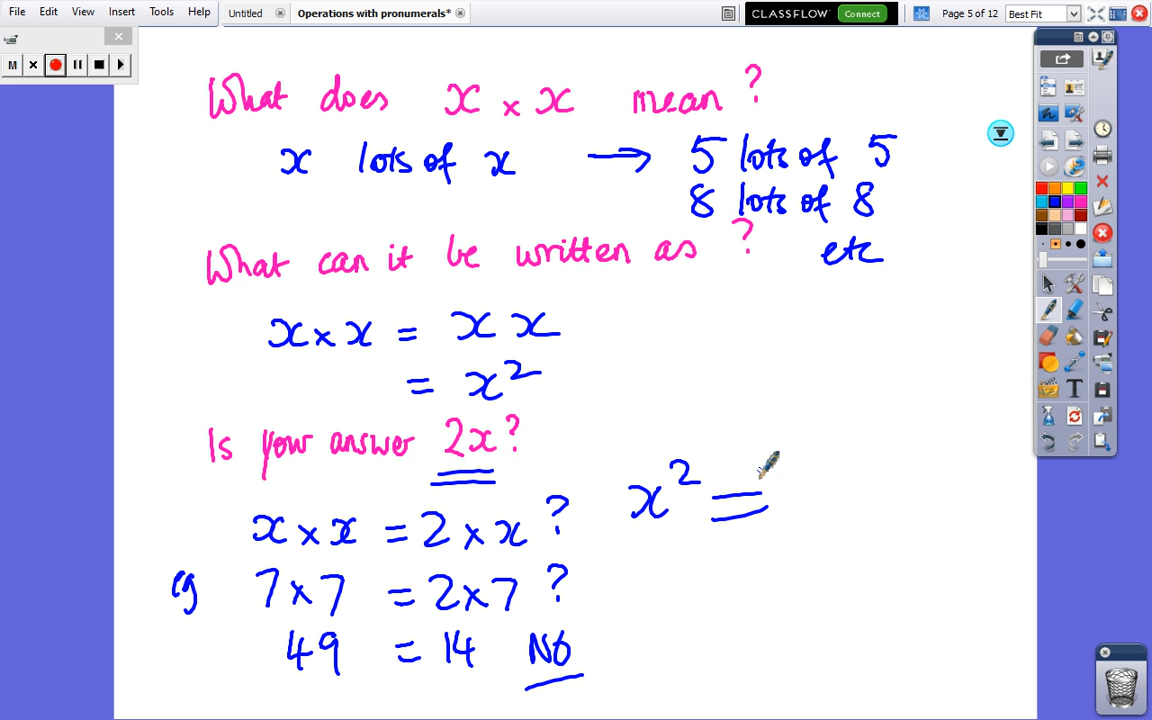 File Edit View Insert Tools Help Untitled Operations with pronumerals* CLASSFLOW Connect Page 5 of 12 Best Fit
M
What does x × x mean ?
x lots of x → 5 lots of 5
8 lots of 8
etc
What can it be written as ?
x × x = x x
= x²
Is your answer 2x?
x × x = 2 × x ?
x² =
eg 7 × 7 = 2 × 7 ?
49 = 14 NO
T